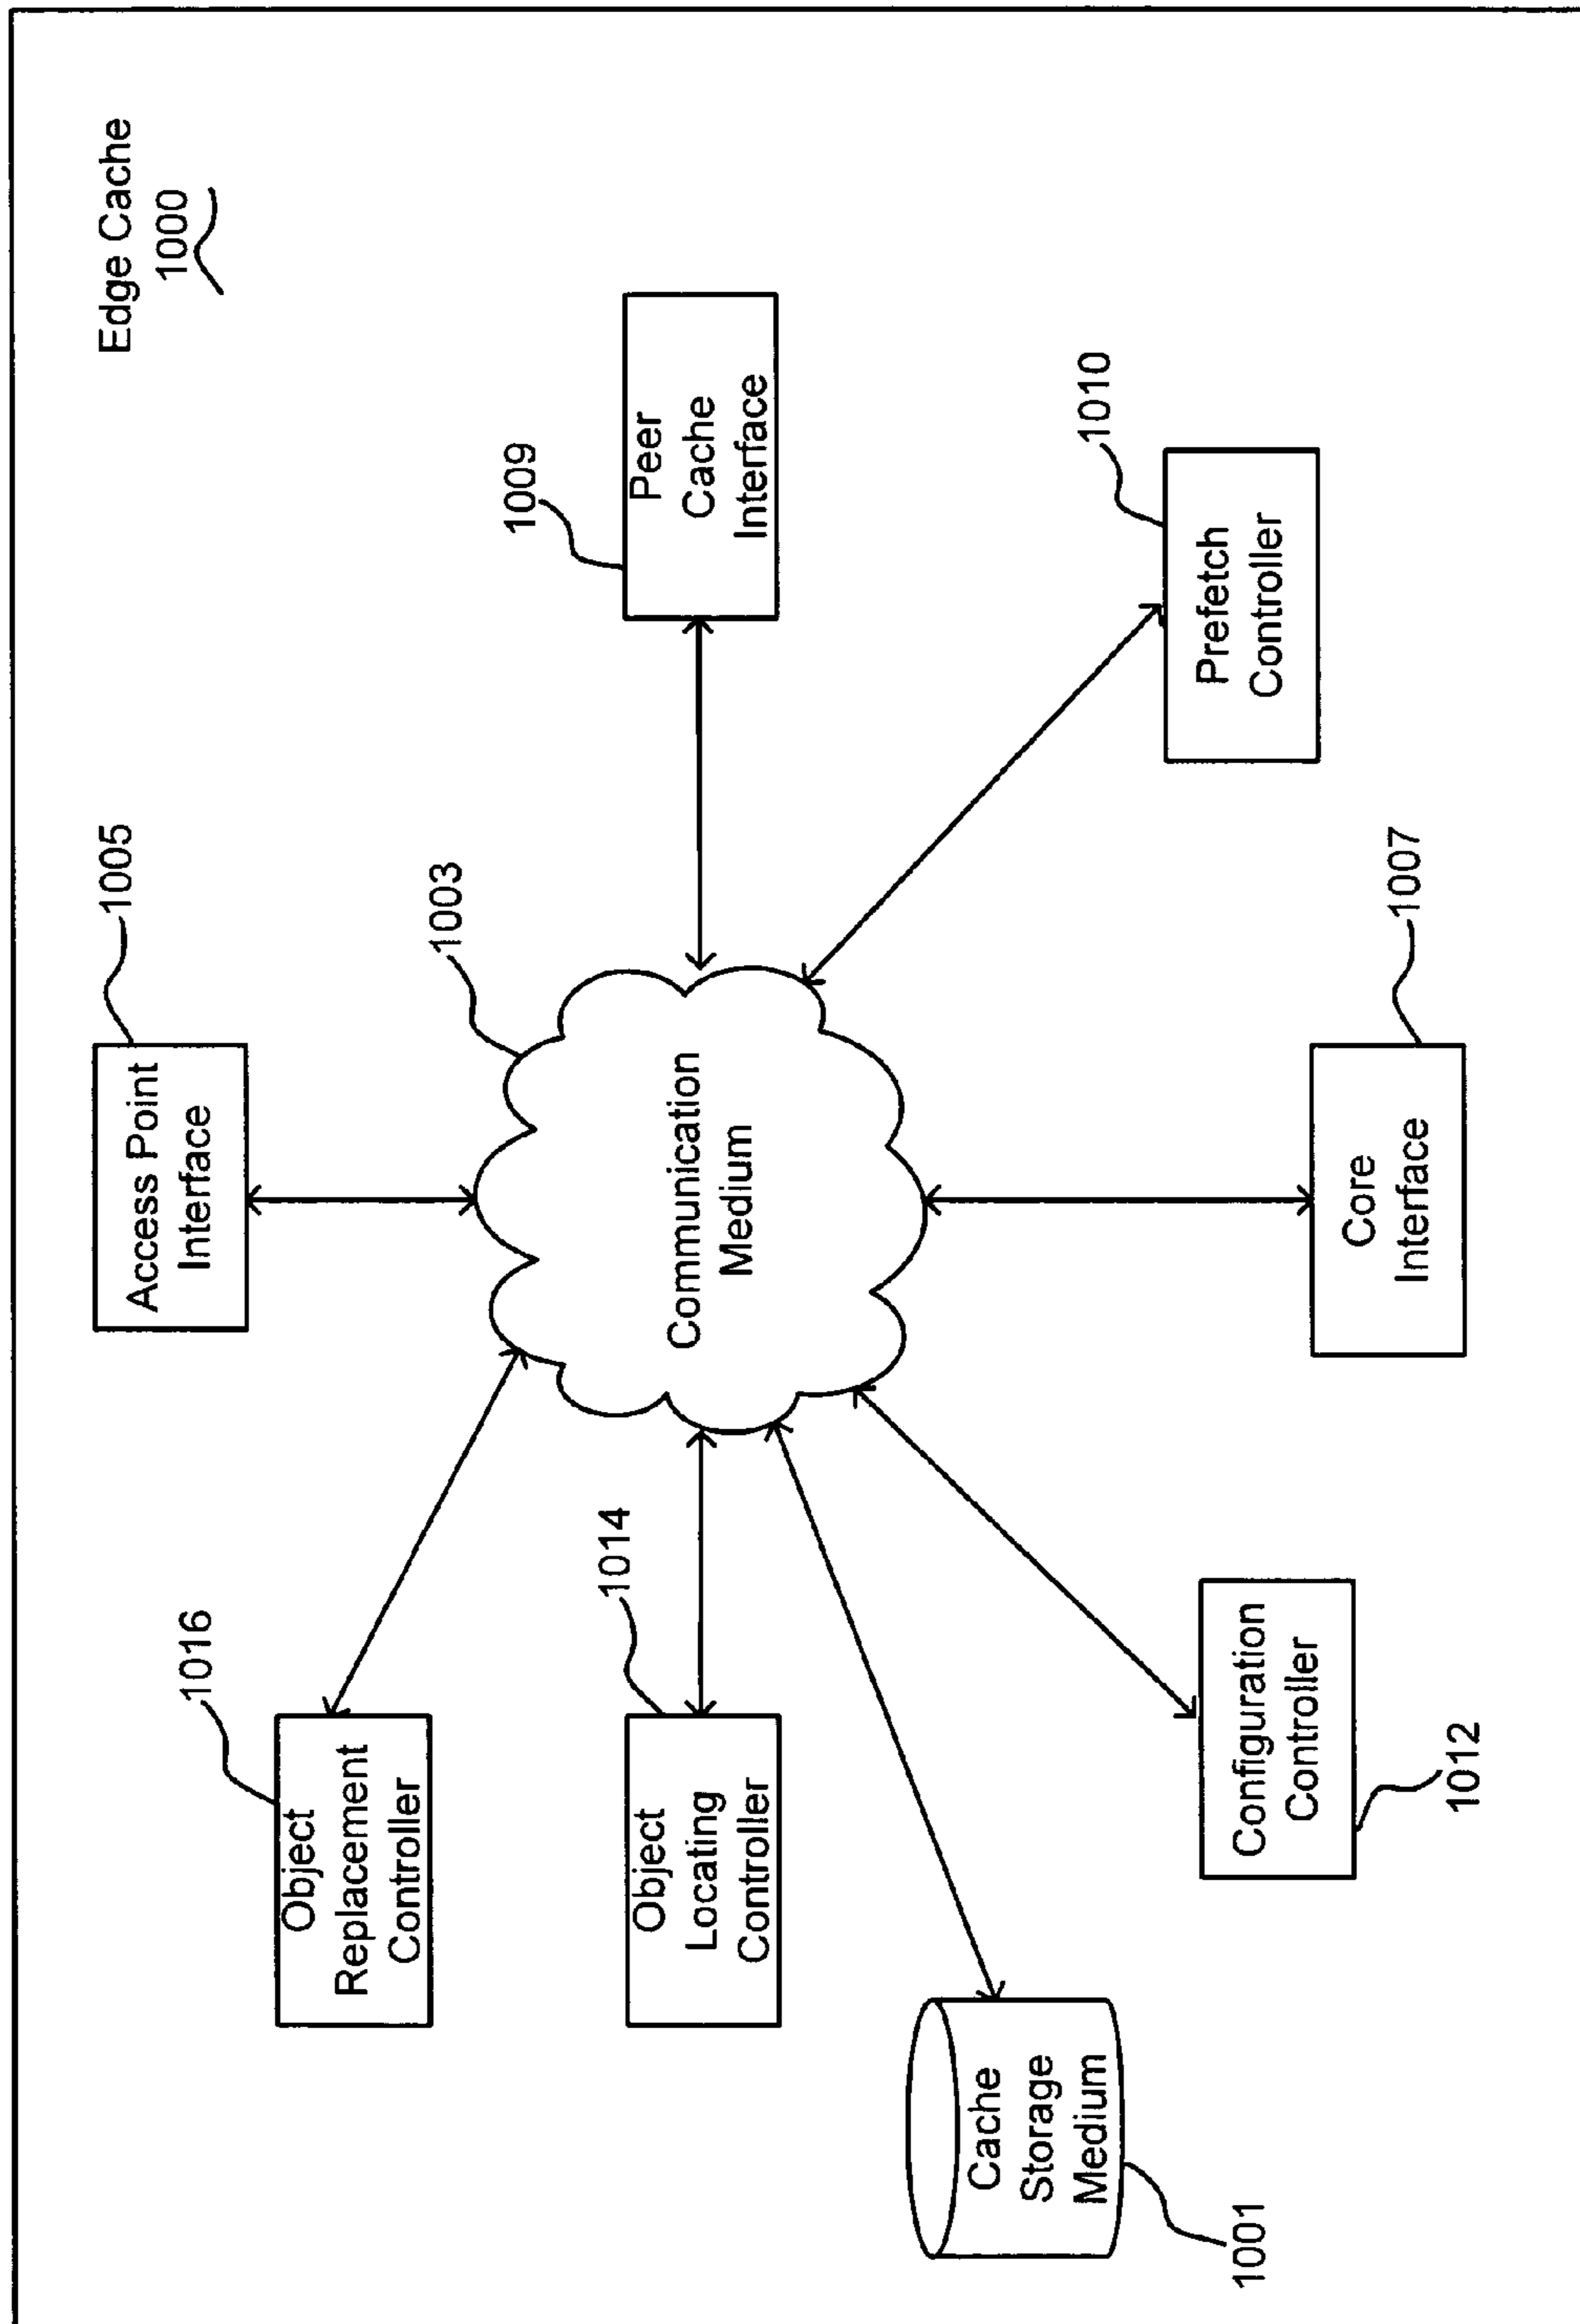 Edge Cache
1000
Access Point
Interface
1005
1003
Communication
Medium
Object
Replacement
Controller
1016
Object
Locating
Controller
1014
Peer
Cache
Interface
1009
Cache
Storage
Medium
1001
Configuration
Controller
1012
Core
Interface
1007
Prefetch
Controller
1010